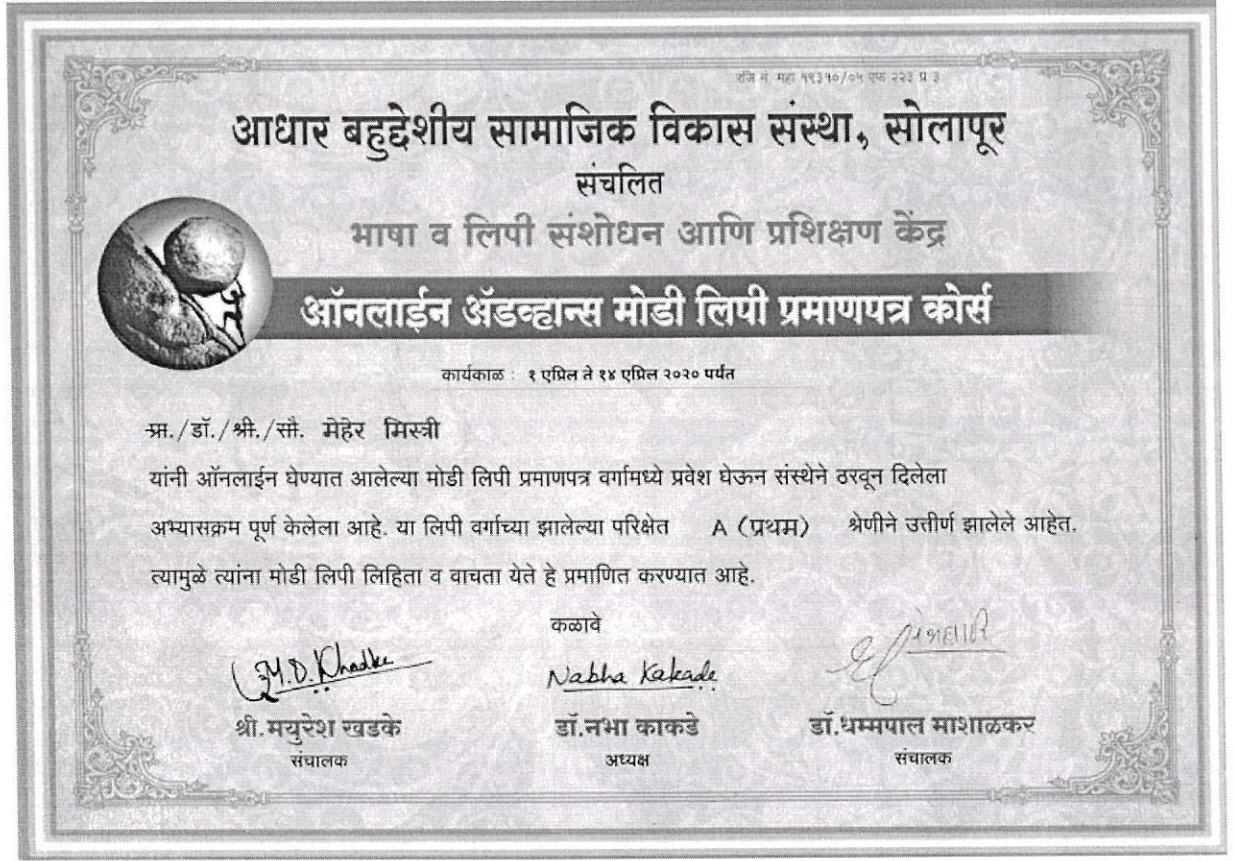 रजि नं. महा १९३१०/०५ एफ २२३ प्र ३
आधार बहुद्देशीय सामाजिक विकास संस्था, सोलापूर
संचलित
भाषा व लिपी संशोधन आणि प्रशिक्षण केंद्र
ऑनलाईन ॲडव्हान्स मोडी लिपी प्रमाणपत्र कोर्स
कार्यकाळ : १ एप्रिल ते १४ एप्रिल २०२० पर्यंत
प्रा./डॉ./श्री./सौ. मेहेर मिस्त्री
यांनी ऑनलाईन घेण्यात आलेल्या मोडी लिपी प्रमाणपत्र वर्गामध्ये प्रवेश घेऊन संस्थेने ठरवून दिलेला
अभ्यासक्रम पूर्ण केलेला आहे. या लिपी वर्गाच्या झालेल्या परिक्षेत A (प्रथम) श्रेणीने उत्तीर्ण झालेले आहेत.
त्यामुळे त्यांना मोडी लिपी लिहिता व वाचता येते हे प्रमाणित करण्यात आहे.
कळावे
M.D. Khadke Nabha Kakade
श्री.मयुरेश खडके डॉ.नभा काकडे डॉ.धम्मपाल माशाळकर
संचालक अध्यक्ष संचालक